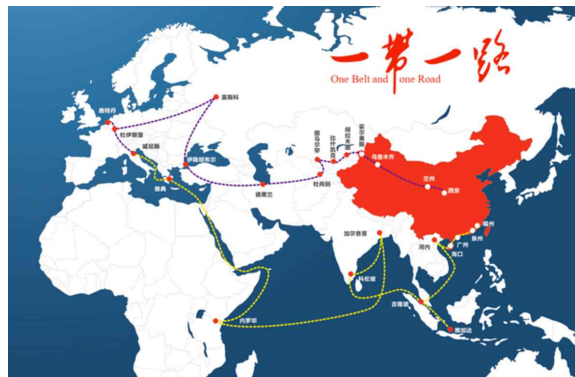 一带一路
One Belt and one Road
莫斯科
鹿特丹
杜伊斯堡
威尼斯
伊斯坦布尔
雅典
德黑兰
撒马尔罕
杜尚别
比什凯克
阿拉木图
霍尔果斯
乌鲁木齐
兰州
西安
福州
泉州
广州
海口
河内
加尔各答
科伦坡
吉隆坡
雅加达
内罗毕